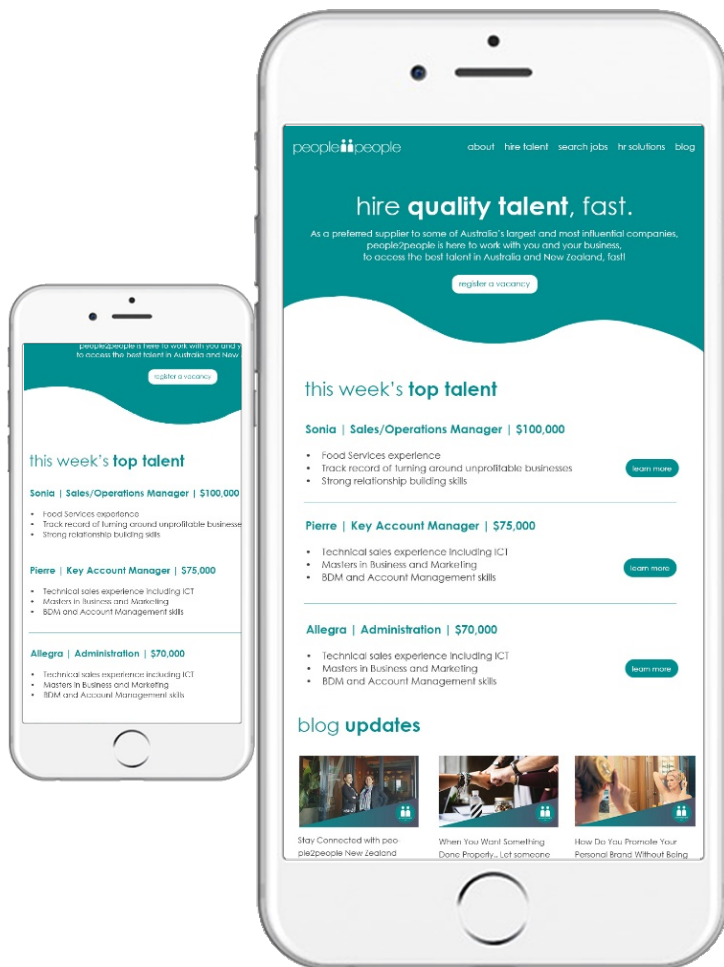 people people
about hire talent search jobs hr solutions blog
hire quality talent, fast.
As a preferred supplier to some of Australia's largest and most influential companies,
people2people is here to work with you and your business,
to access the best talent in Australia and New Zealand, fast!
register a vacancy
this week's top talent
Sonia | Sales/Operations Manager | $100,000
• Food Services experience
• Track record of turning around unprofitable businesses
• Strong relationship building skills
learn more
Pierre | Key Account Manager | $75,000
• Technical sales experience including ICT
• Masters in Business and Marketing
• BDM and Account Management skills
learn more
Allegra | Administration | $70,000
• Technical sales experience including ICT
• Masters in Business and Marketing
• BDM and Account Management skills
learn more
blog updates
Stay Connected with peo
ple2people New Zealand
When You Want Something
Done Properly.. Let someone
How Do You Promote Your
Personal Brand Without Being
people2people is here to work with you and y
to access the best talent in Australia and New
register a vacancy
this week's top talent
Sonia | Sales/Operations Manager | $100,000
• Food Services experience
• Track record of turning around unprofitable businesse
• Strong relationship building skills
Pierre | Key Account Manager | $75,000
• Technical sales experience including ICT
• Masters in Business and Marketing
• BDM and Account Management skills
Allegra | Administration | $70,000
• Technical sales experience including ICT
• Masters in Business and Marketing
• BDM and Account Management skills